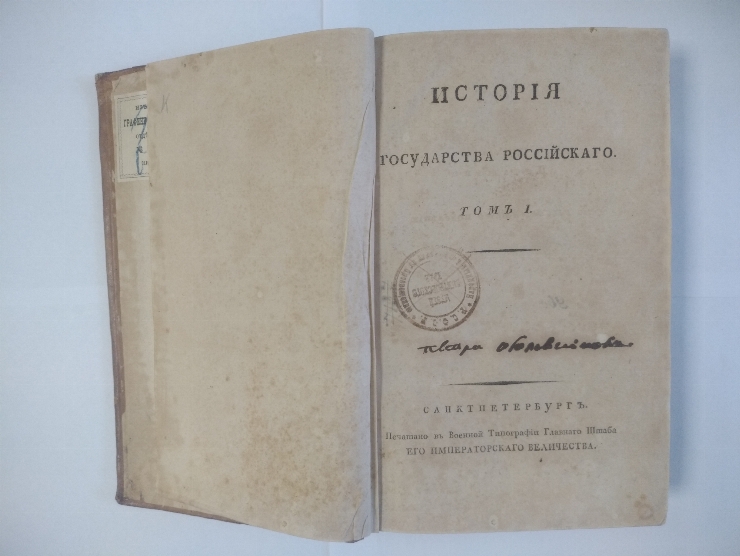 ИСТОРІЯ
ГОСУДАРСТВА РОССІЙСКАГО.
ТОМЪ I.
Р.С.Ф.С.Р.
САНКТПЕТЕРБУРГЪ.
Печатано въ Военной Типографіи Главнаго Штаба
ЕГО ИМПЕРАТОРСКАГО ВЕЛИЧЕСТВА.